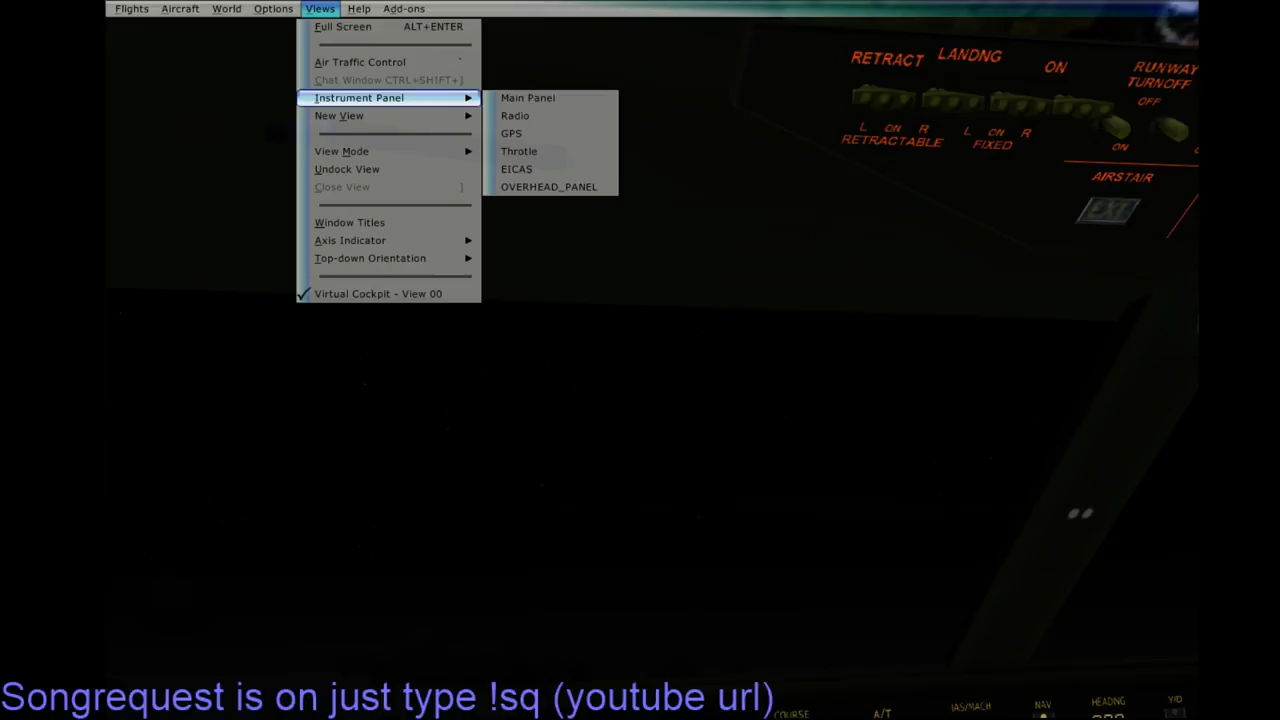 Flights Aircraft World Options Views Help Add-ons
Full Screen ALT+ENTER
Air Traffic Control `
Chat Window CTRL+SHIFT+]
Instrument Panel
New View
View Mode
Undock View
Close View ]
Window Titles
Axis Indicator
Top-down Orientation
Virtual Cockpit - View 00
Main Panel
Radio
GPS
Throtle
EICAS
OVERHEAD_PANEL
RETRACT LANDNG ON RUNWAY
TURNOFF
OFF
L ON R L ON R
RETRACTABLE FIXED ON
AIRSTAIR
EXT
Songrequest is on just type !sq (youtube url)
COURSE A/T IAS/MACH NAV HEADING Y/D